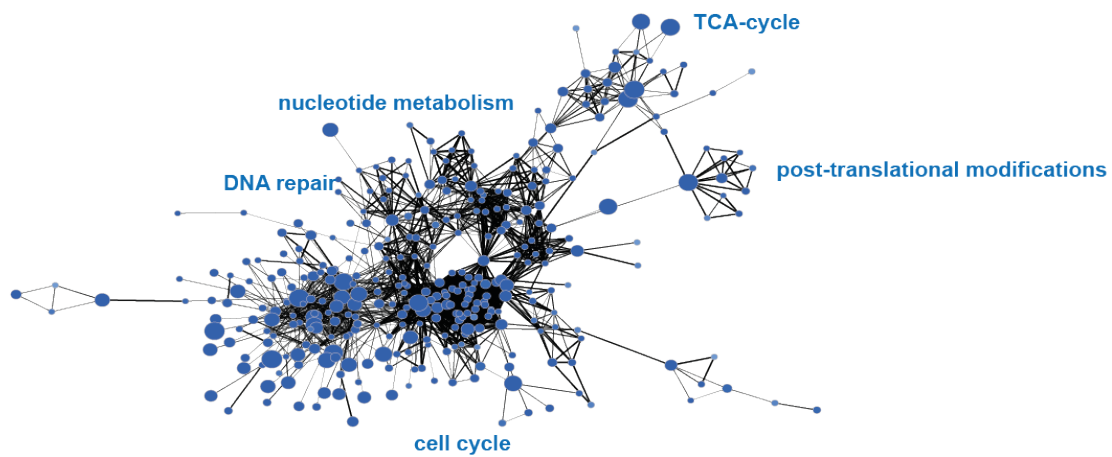 TCA-cycle
nucleotide metabolism
DNA repair
post-translational modifications
cell cycle